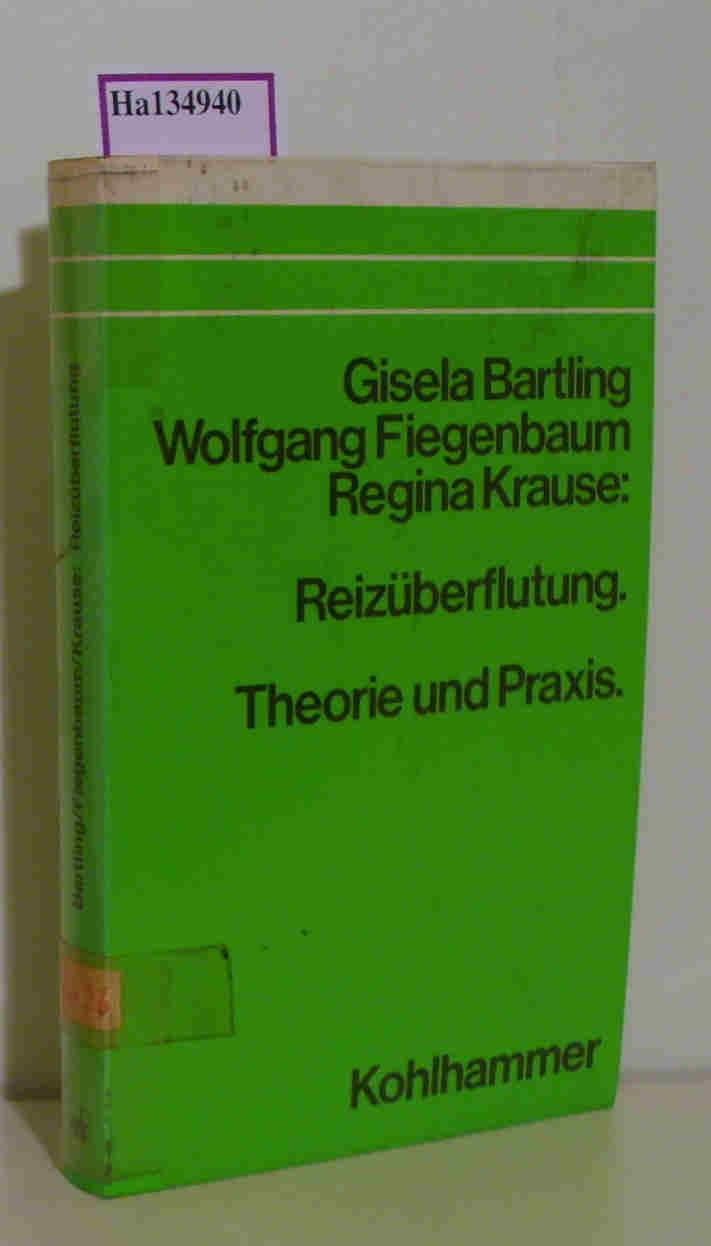 Ha134940
Gisela Bartling
Wolfgang Fiegenbaum
Regina Krause:
Reizüberflutung.
Theorie und Praxis.
Kohlhammer
Bartling/Fiegenbaum/Krause: Reizüberflutung